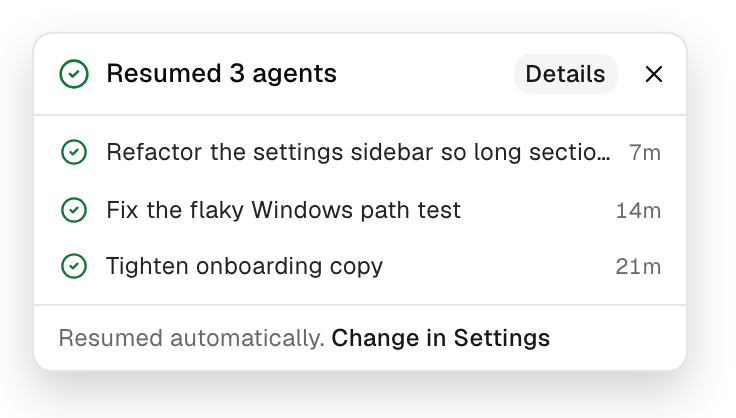 Resumed 3 agents Details
Refactor the settings sidebar so long sectio... 7m
Fix the flaky Windows path test 14m
Tighten onboarding copy 21m
Resumed automatically. Change in Settings